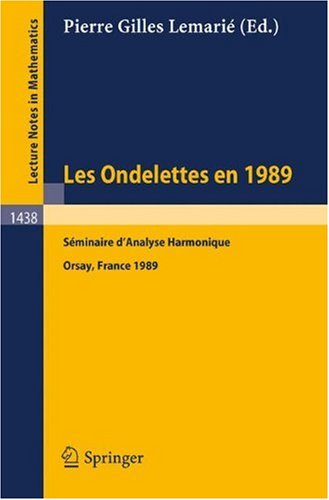 Pierre Gilles Lemarié (Ed.)
Lecture Notes in Mathematics
Les Ondelettes en 1989
1438
Séminaire d'Analyse Harmonique
Orsay, France 1989
Springer